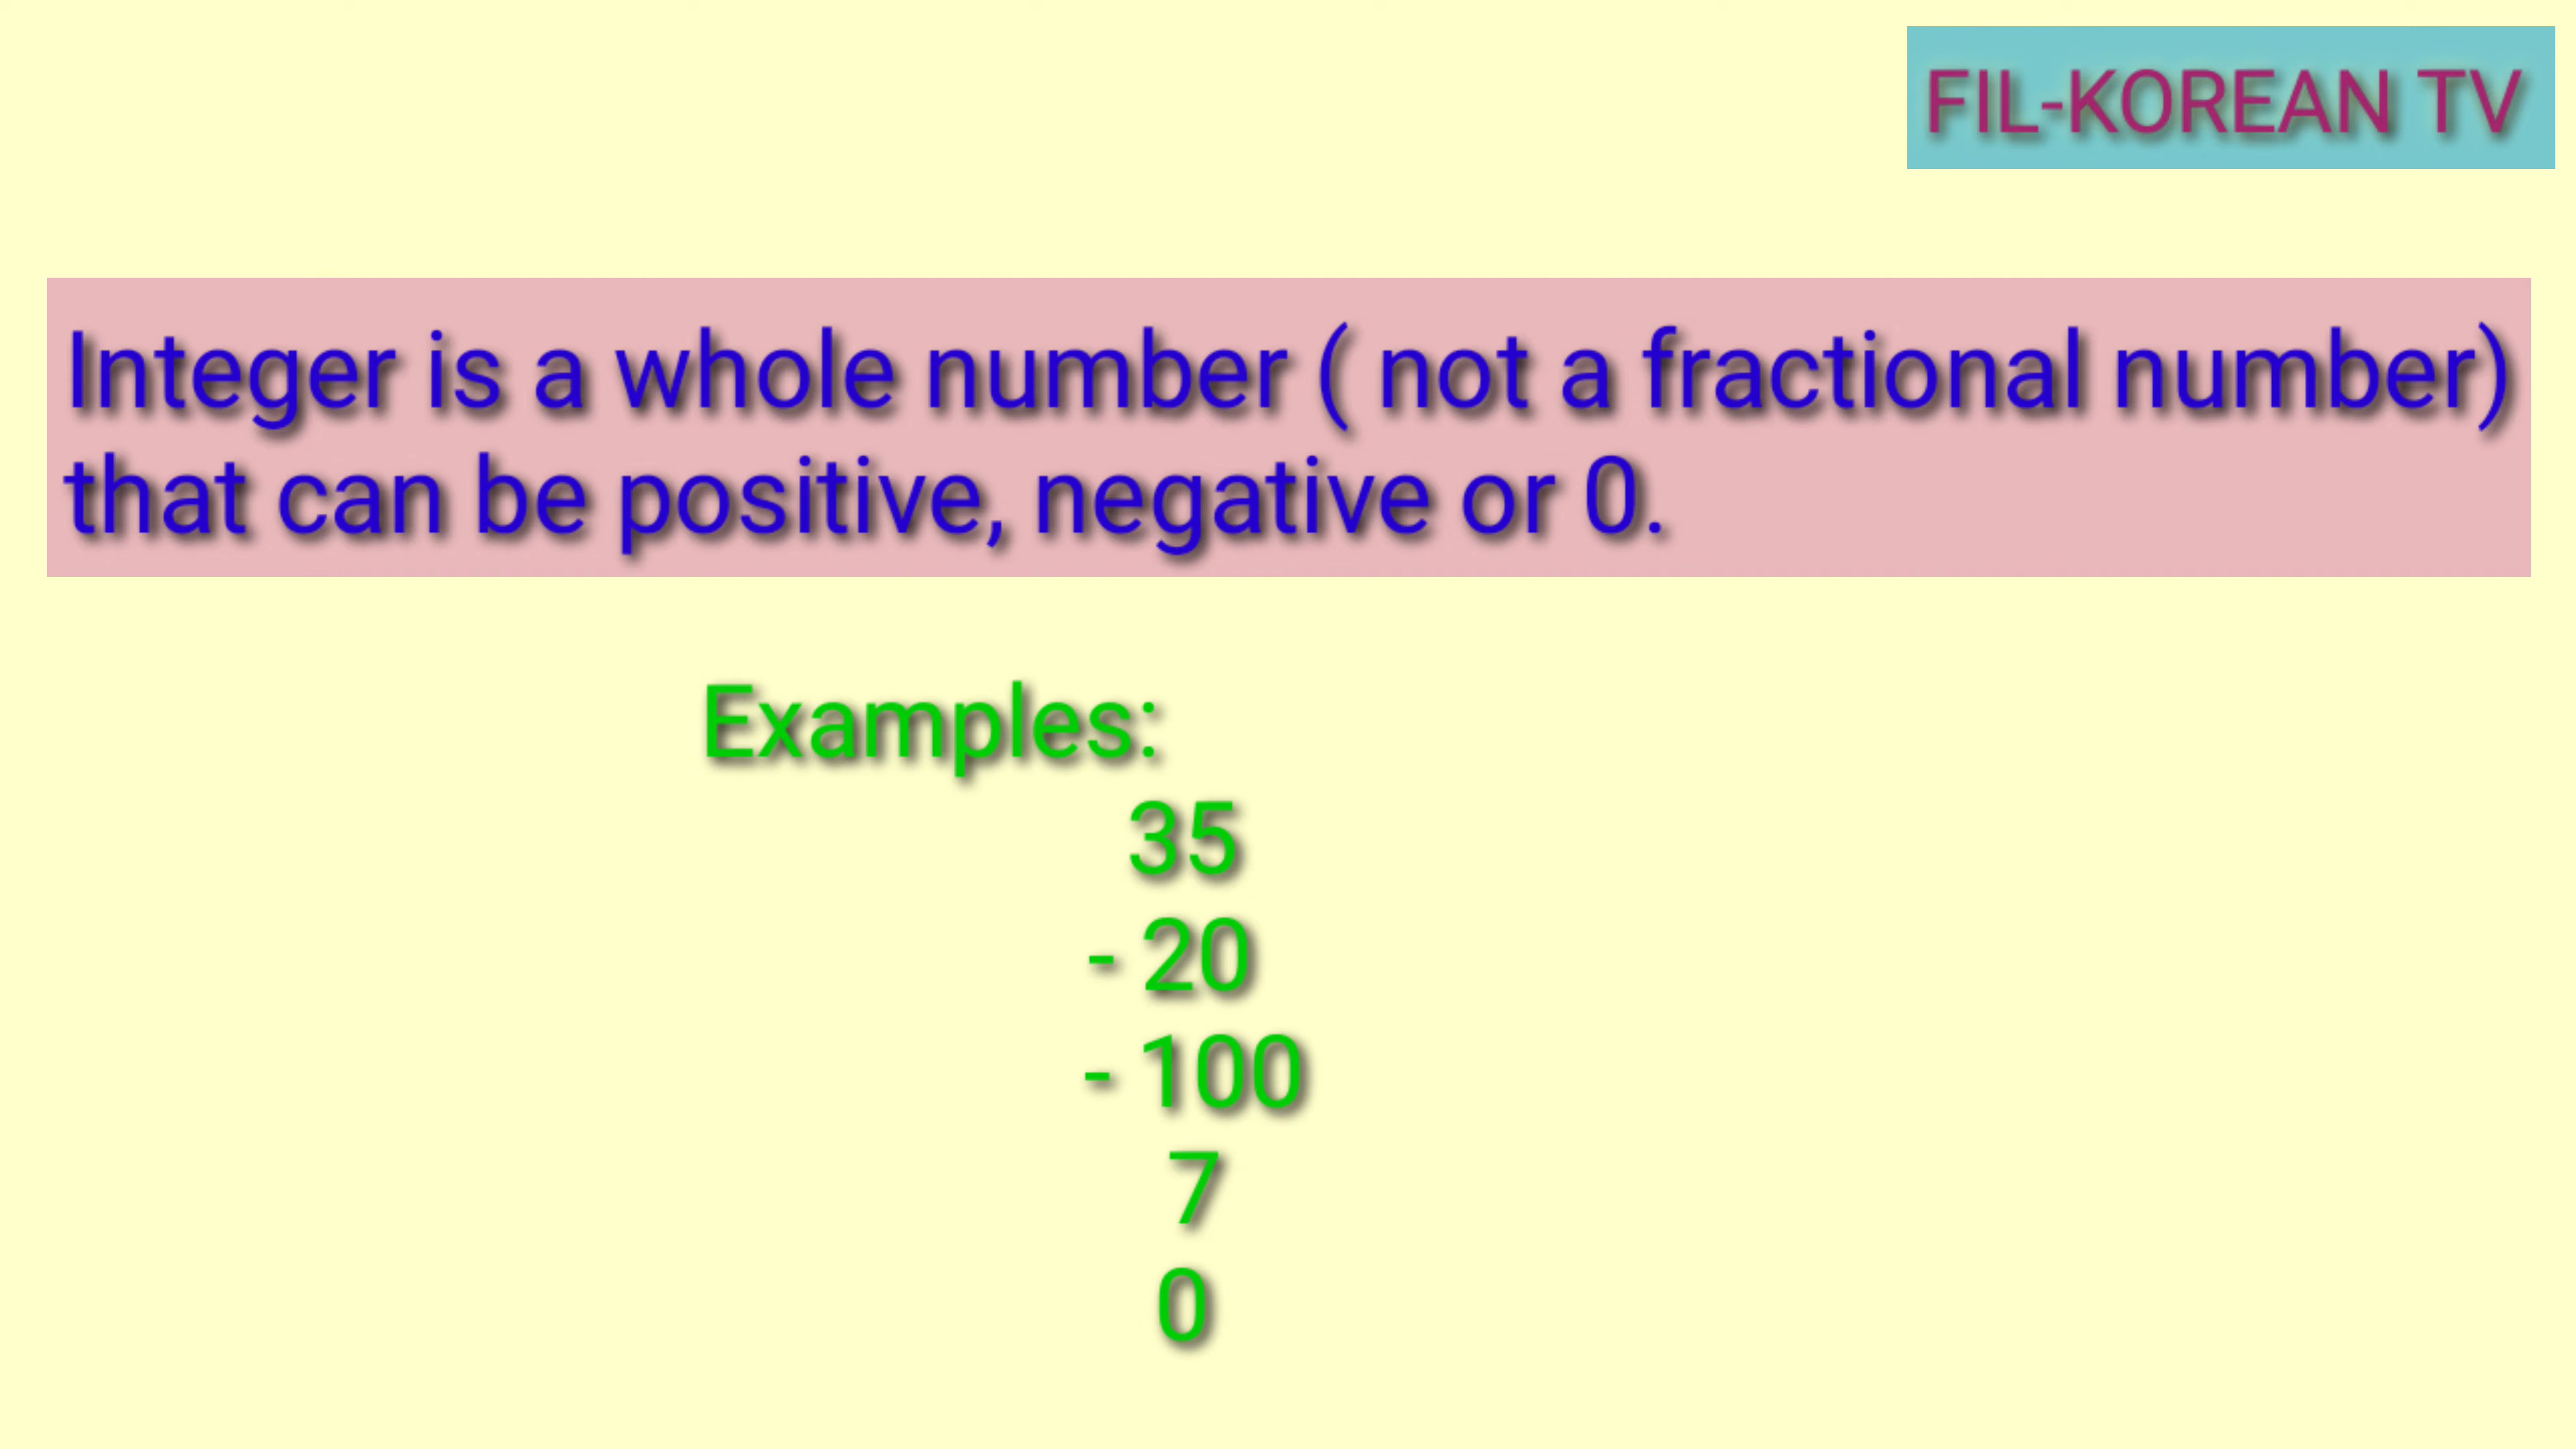 FIL-KOREAN TV
Integer is a whole number ( not a fractional number)
that can be positive, negative or 0.
Examples:
35
- 20
- 100
7
0